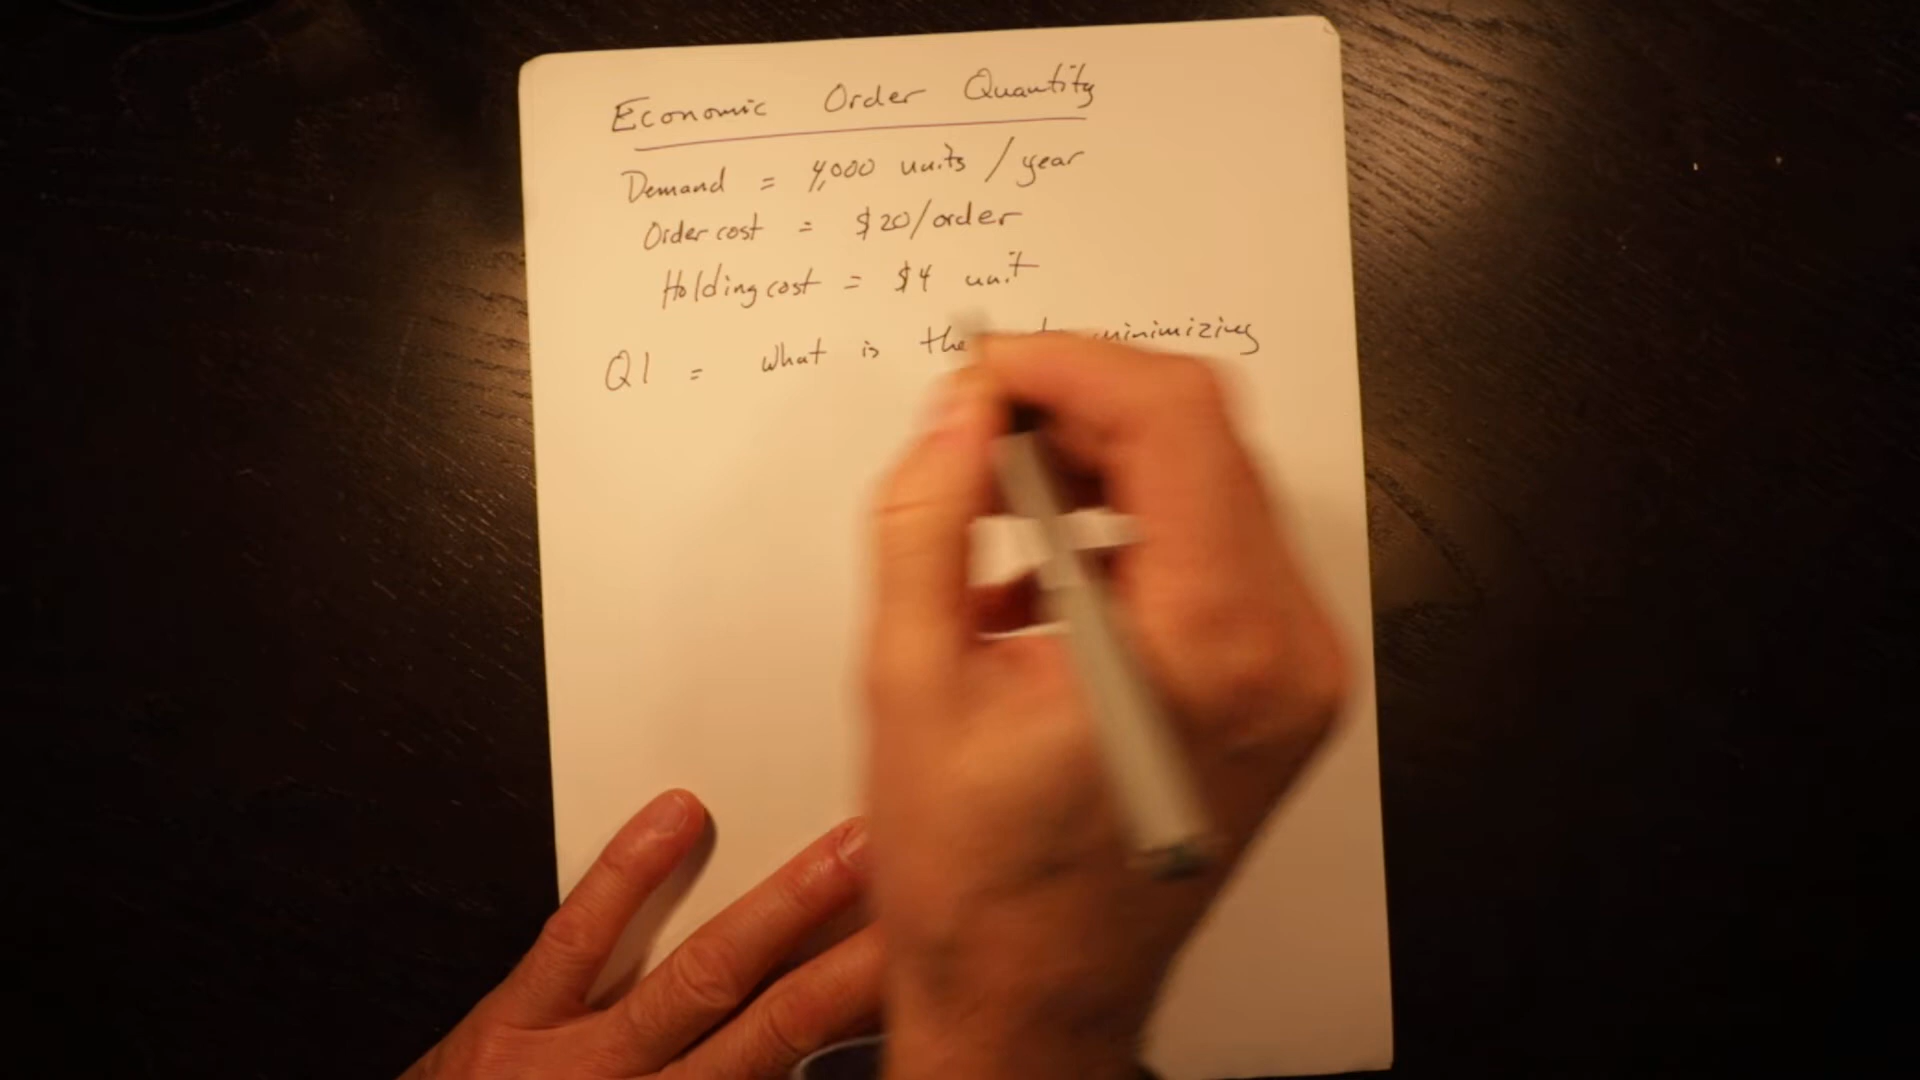 Economic Order Quantity
Demand = 4,000 units / year
Order cost = $20/order
Holding cost = $4 unit
Q1 = what is the minimizing